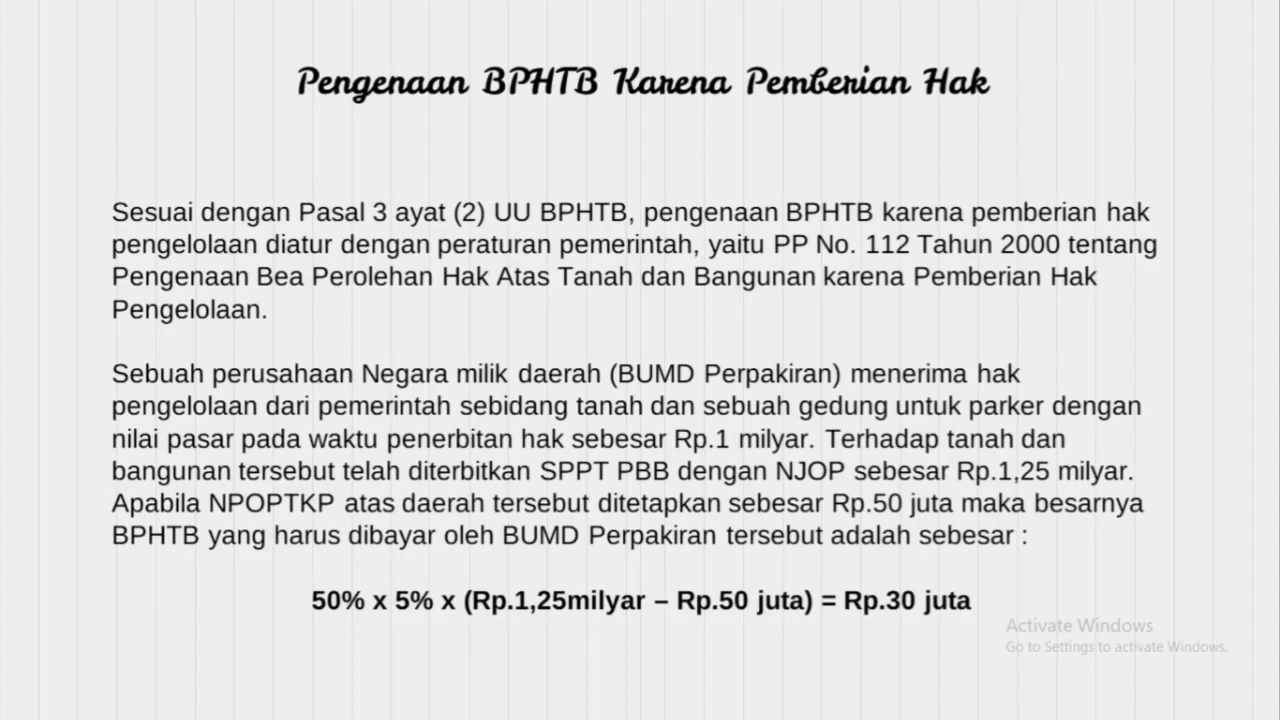 Pengenaan BPHTB Karena Pemberian Hak
Sesuai dengan Pasal 3 ayat (2) UU BPHTB, pengenaan BPHTB karena pemberian hak
pengelolaan diatur dengan peraturan pemerintah, yaitu PP No. 112 Tahun 2000 tentang
Pengenaan Bea Perolehan Hak Atas Tanah dan Bangunan karena Pemberian Hak
Pengelolaan.
Sebuah perusahaan Negara milik daerah (BUMD Perpakiran) menerima hak
pengelolaan dari pemerintah sebidang tanah dan sebuah gedung untuk parker dengan
nilai pasar pada waktu penerbitan hak sebesar Rp.1 milyar. Terhadap tanah dan
bangunan tersebut telah diterbitkan SPPT PBB dengan NJOP sebesar Rp.1,25 milyar.
Apabila NPOPTKP atas daerah tersebut ditetapkan sebesar Rp.50 juta maka besarnya
BPHTB yang harus dibayar oleh BUMD Perpakiran tersebut adalah sebesar :
50% x 5% x (Rp.1,25milyar – Rp.50 juta) = Rp.30 juta
Activate Windows
Go to Settings to activate Windows.